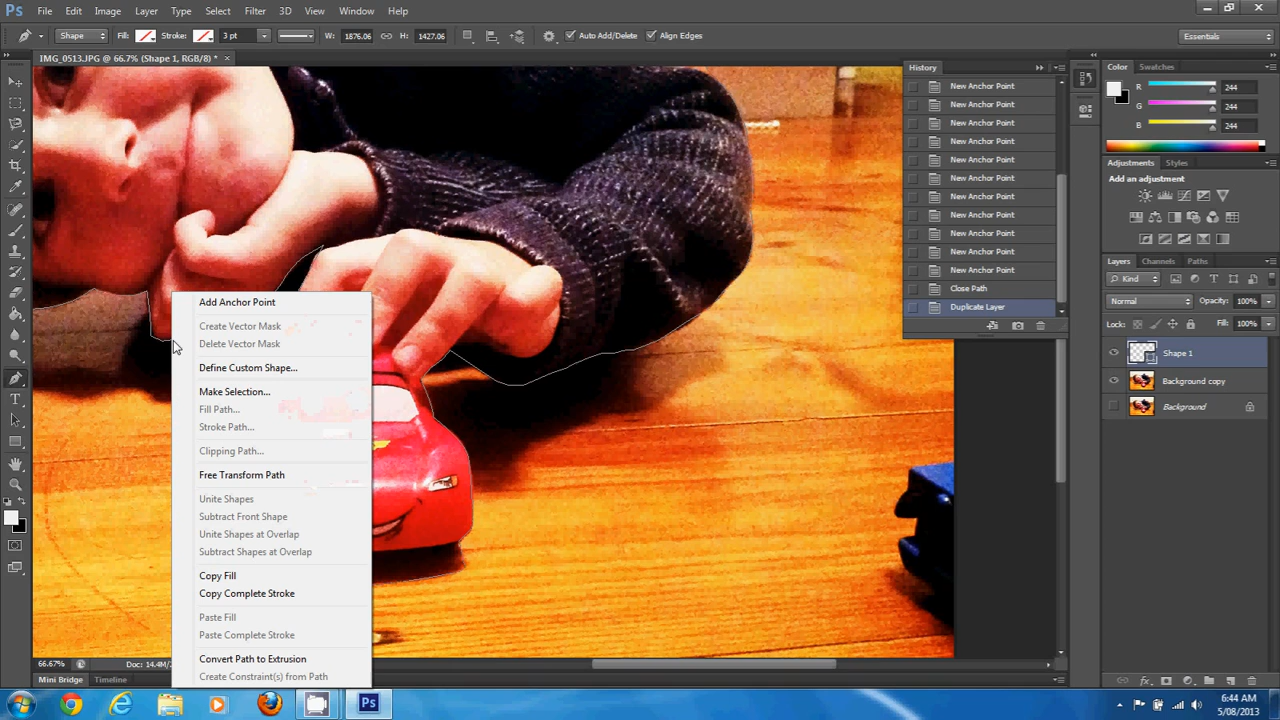 Ps File Edit Image Layer Type Select Filter 3D View Window Help
Shape Fill: Stroke: 3 pt W: 1876.06 H: 1427.06 Auto Add/Delete Align Edges Essentials
IMG_0513.JPG @ 66.7% (Shape 1, RGB/8) * ×
History
New Anchor Point
New Anchor Point
New Anchor Point
New Anchor Point
New Anchor Point
New Anchor Point
New Anchor Point
New Anchor Point
New Anchor Point
New Anchor Point
New Anchor Point
Close Path
Duplicate Layer
Color Swatches
R 244
G 244
B 244
Adjustments Styles
Add an adjustment
Layers Channels Paths
Kind
Normal Opacity: 100%
Lock: Fill: 100%
Shape 1
Background copy
Background
Add Anchor Point
Create Vector Mask
Delete Vector Mask
Define Custom Shape...
Make Selection...
Fill Path...
Stroke Path...
Clipping Path...
Free Transform Path
Unite Shapes
Subtract Front Shape
Unite Shapes at Overlap
Subtract Shapes at Overlap
Copy Fill
Copy Complete Stroke
Paste Fill
Paste Complete Stroke
Convert Path to Extrusion
Create Constraint(s) from Path
66.67% Doc: 14.4M/
Mini Bridge Timeline
Ps
6:44 AM
5/08/2013